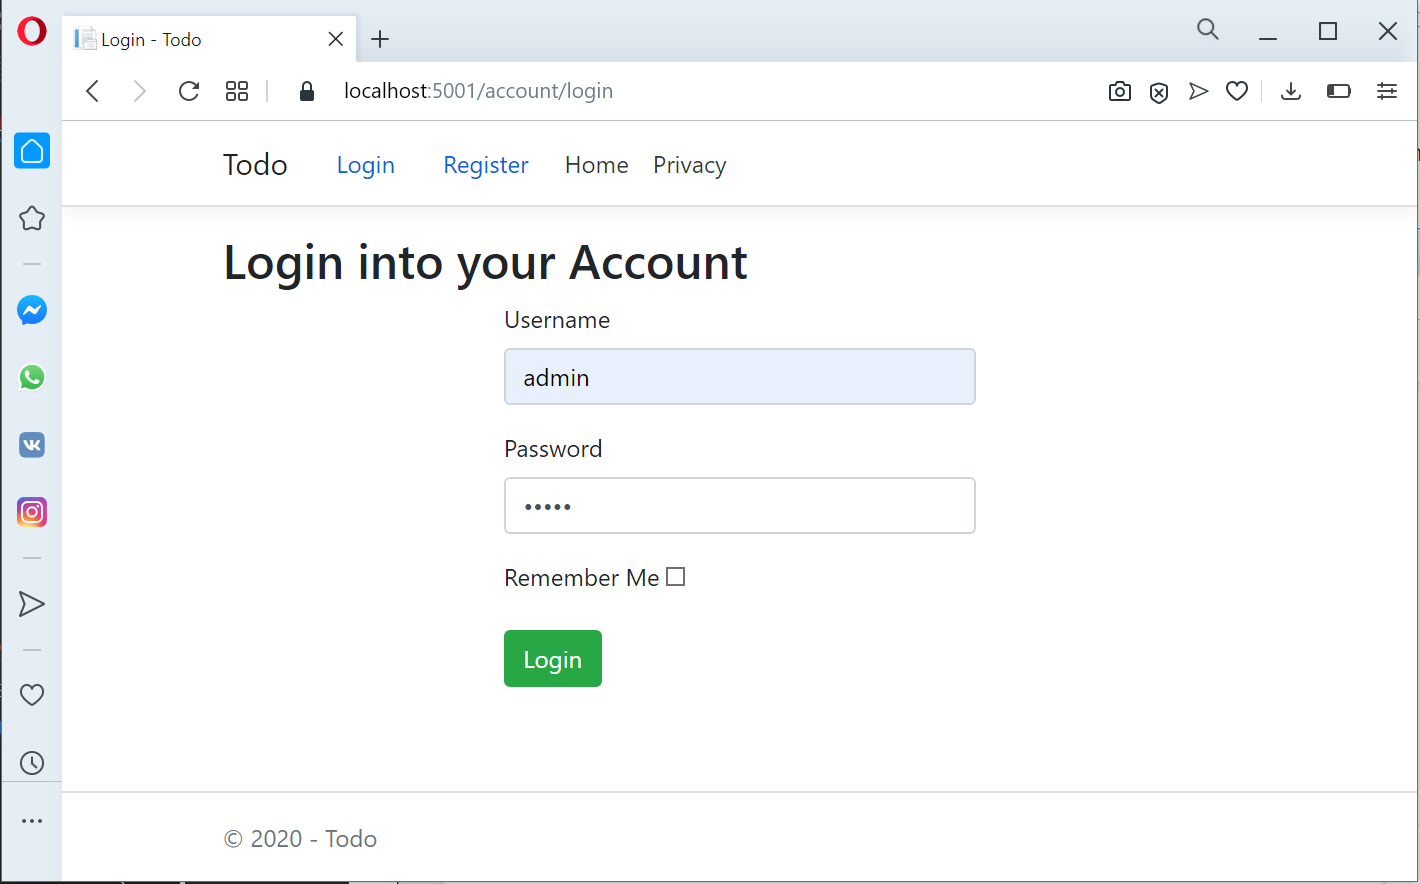 Login - Todo
localhost:5001/account/login
Todo Login Register Home Privacy
Login into your Account
Username
admin
Password
•••••
Remember Me
Login
© 2020 - Todo